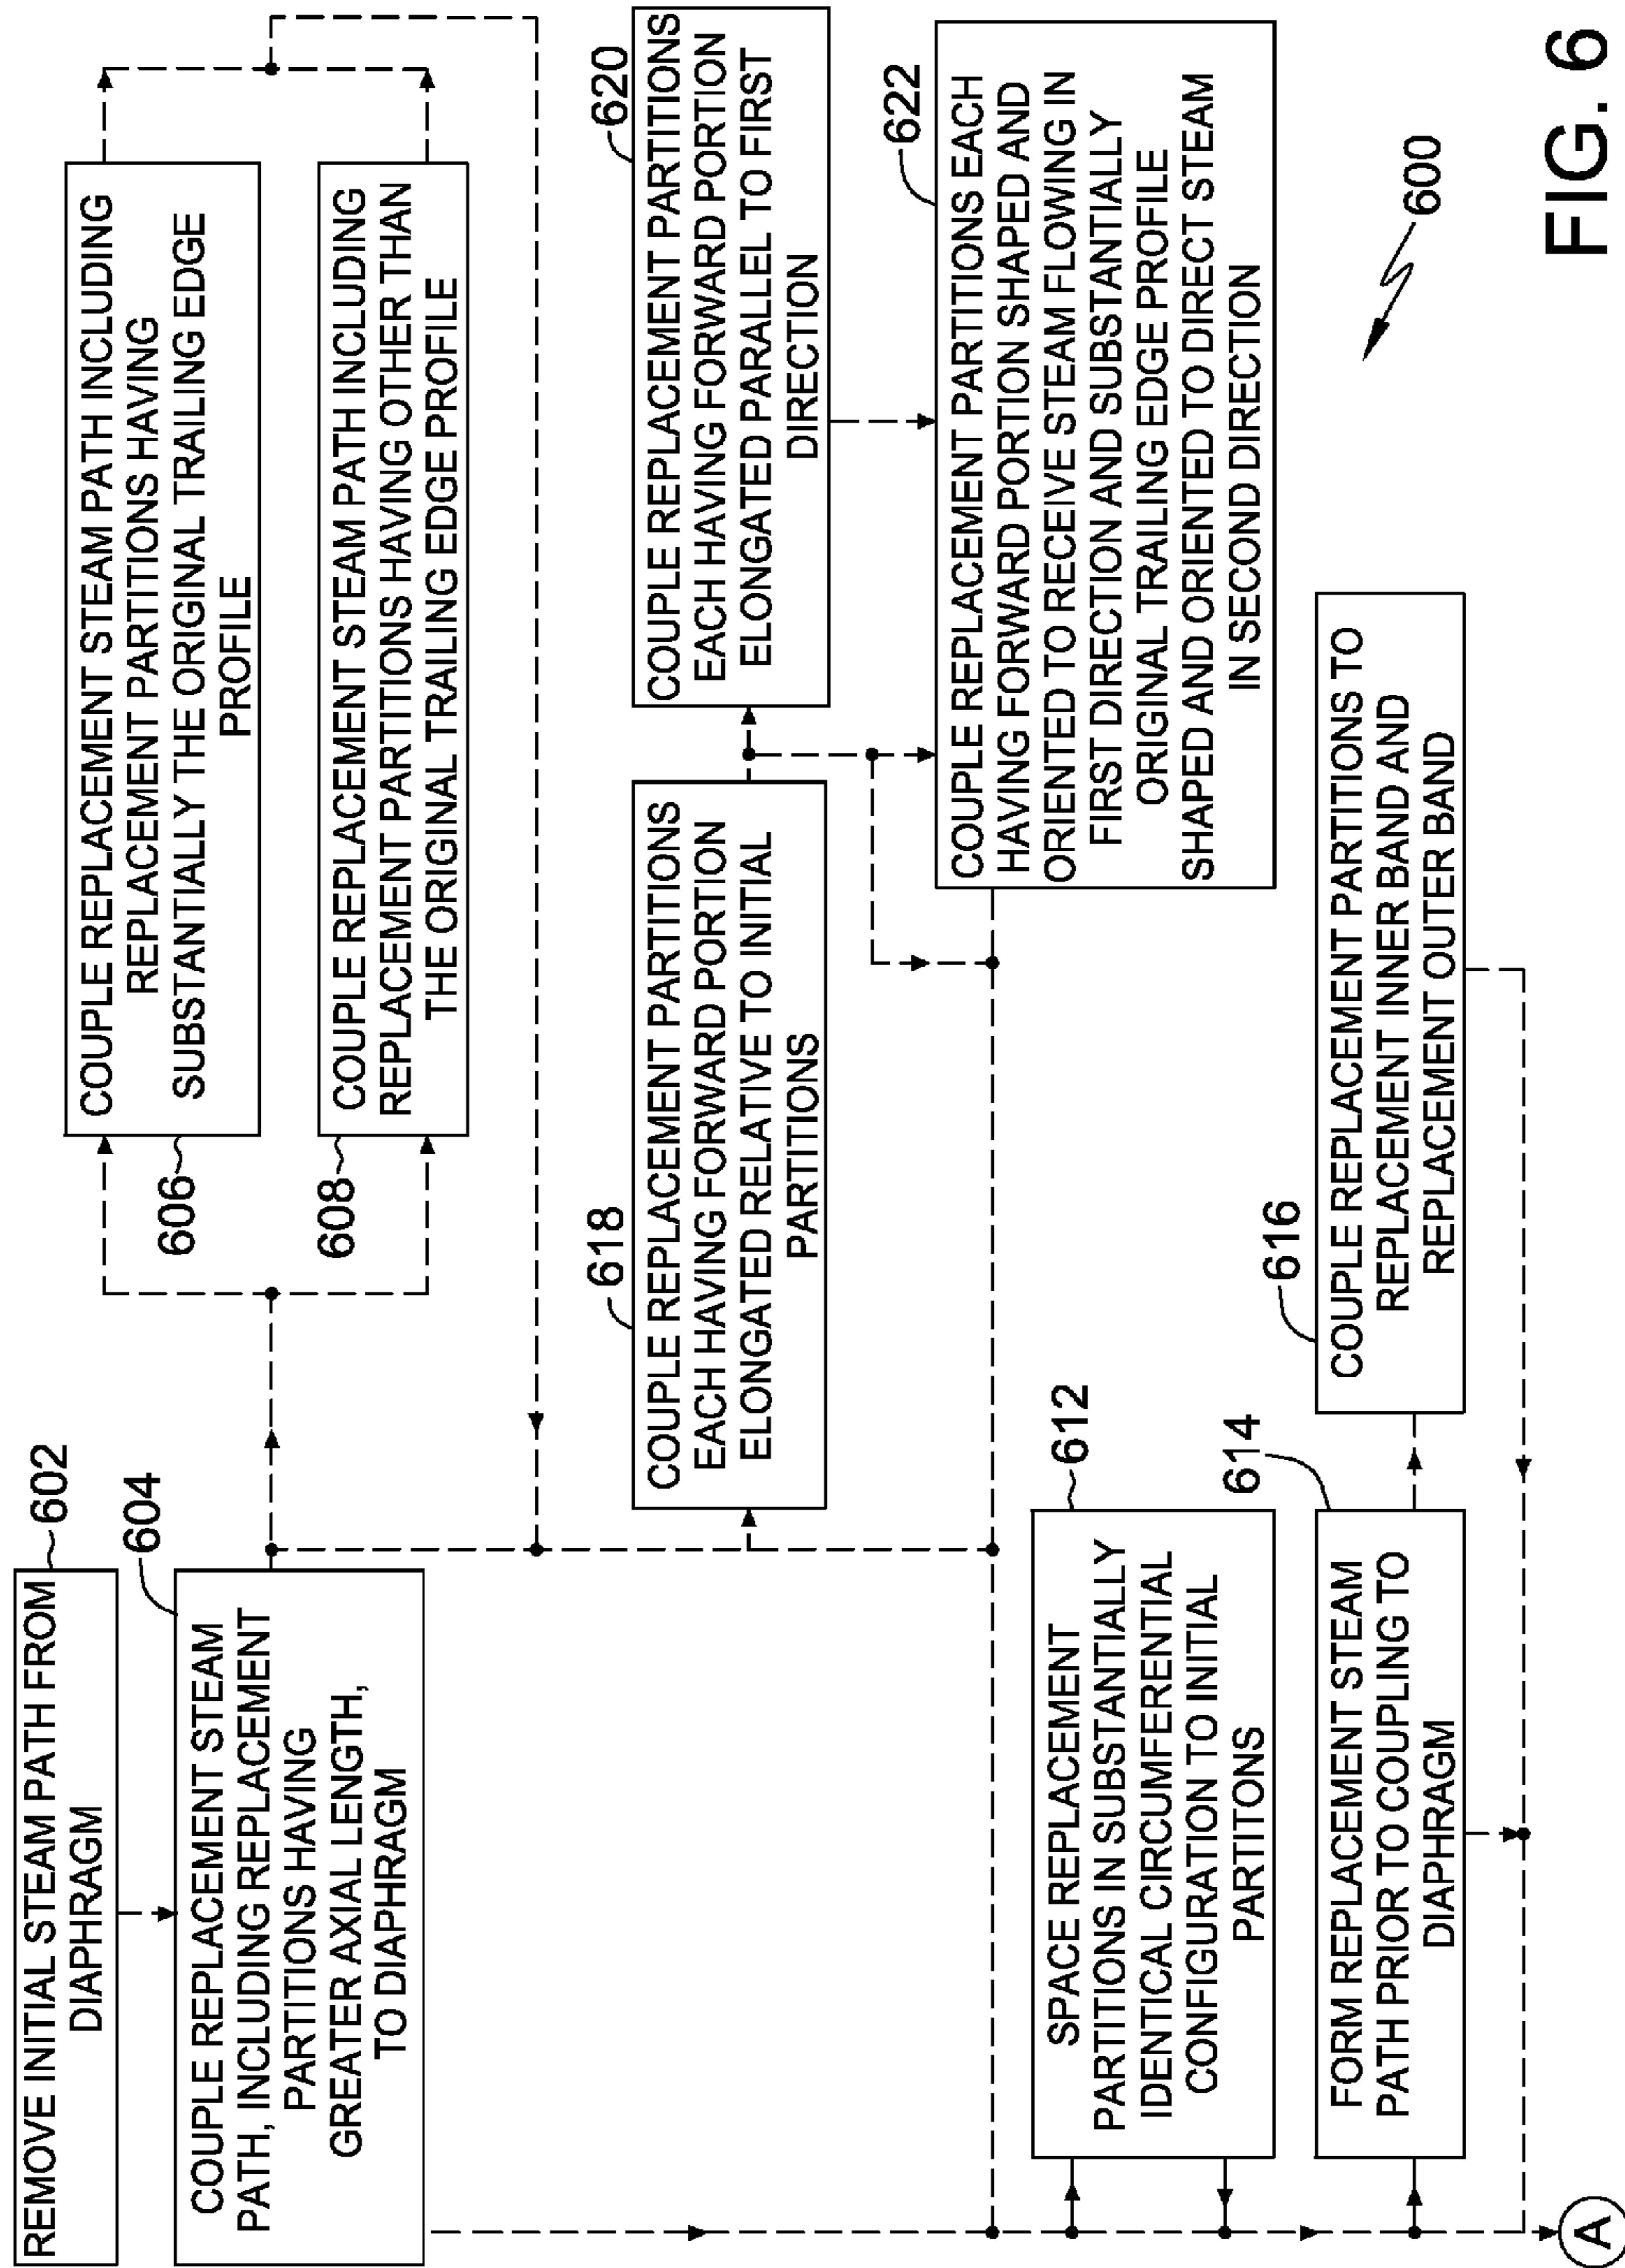 REMOVE INITIAL STEAM PATH FROM
DIAPHRAGM
602
604
COUPLE REPLACEMENT STEAM
PATH, INCLUDING REPLACEMENT
PARTITIONS HAVING
GREATER AXIAL LENGTH,
TO DIAPHRAGM
COUPLE REPLACEMENT STEAM PATH INCLUDING
REPLACEMENT PARTITIONS HAVING
SUBSTANTIALLY THE ORIGINAL TRAILING EDGE
PROFILE
606
COUPLE REPLACEMENT STEAM PATH INCLUDING
REPLACEMENT PARTITIONS HAVING OTHER THAN
THE ORIGINAL TRAILING EDGE PROFILE
608
618
COUPLE REPLACEMENT PARTITIONS
EACH HAVING FORWARD PORTION
ELONGATED RELATIVE TO INITIAL
PARTITIONS
620
COUPLE REPLACEMENT PARTITIONS
EACH HAVING FORWARD PORTION
ELONGATED PARALLEL TO FIRST
DIRECTION
622
COUPLE REPLACEMENT PARTITIONS EACH
HAVING FORWARD PORTION SHAPED AND
ORIENTED TO RECEIVE STEAM FLOWING IN
FIRST DIRECTION AND SUBSTANTIALLY
ORIGINAL TRAILING EDGE PROFILE
SHAPED AND ORIENTED TO DIRECT STEAM
IN SECOND DIRECTION
612
SPACE REPLACEMENT
PARTITIONS IN SUBSTANTIALLY
IDENTICAL CIRCUMFERENTIAL
CONFIGURATION TO INITIAL
PARTITONS
614
FORM REPLACEMENT STEAM
PATH PRIOR TO COUPLING TO
DIAPHRAGM
616
COUPLE REPLACEMENT PARTITIONS TO
REPLACEMENT INNER BAND AND
REPLACEMENT OUTER BAND
A
600
FIG. 6